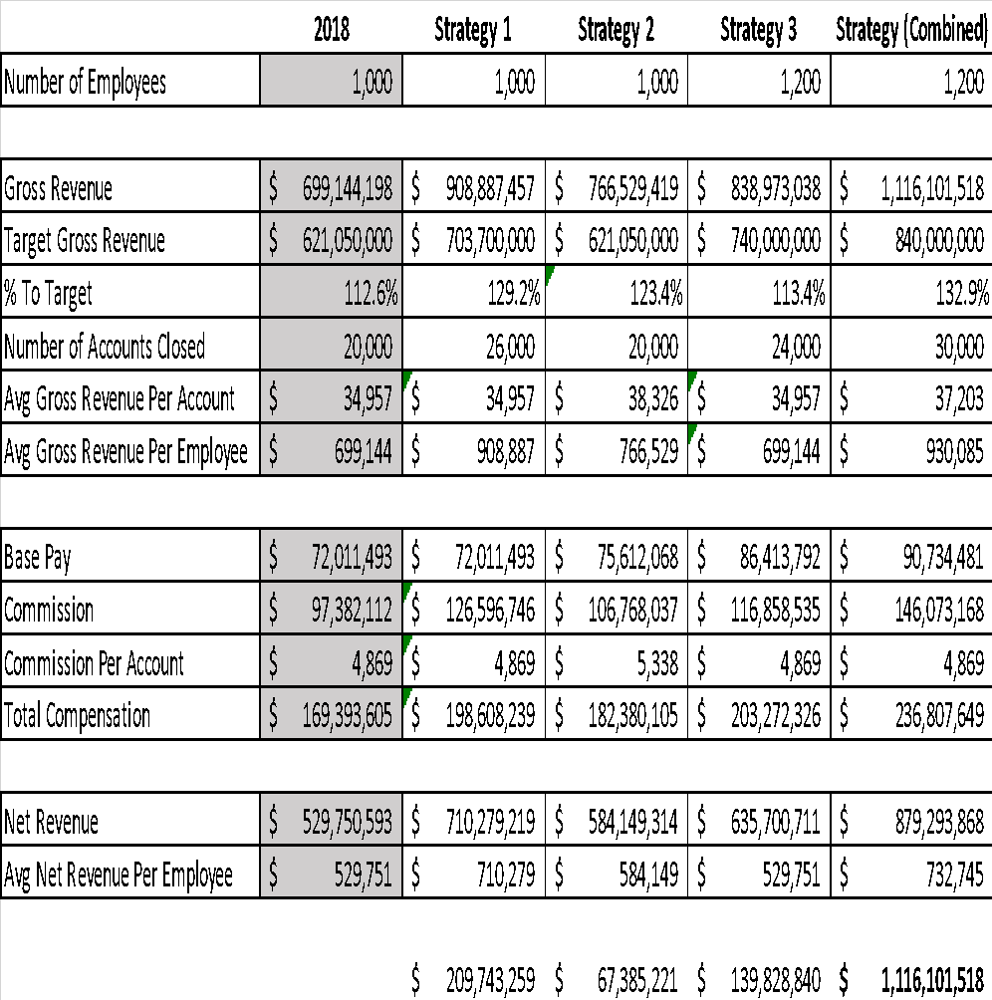 2018 Strategy 1 Strategy 2 Strategy 3 Strategy (Combined)
Number of Employees 1,000 1,000 1,000 1,200 1,200
Gross Revenue $ 699,144,198 $ 908,887,457 $ 766,529,419 $ 838,973,038 $ 1,116,101,518
Target Gross Revenue $ 621,050,000 $ 703,700,000 $ 621,050,000 $ 740,000,000 $ 840,000,000
% To Target 112.6% 129.2% 123.4% 113.4% 132.9%
Number of Accounts Closed 20,000 26,000 20,000 24,000 30,000
Avg Gross Revenue Per Account $ 34,957 $ 34,957 $ 38,326 $ 34,957 $ 37,203
Avg Gross Revenue Per Employee $ 699,144 $ 908,887 $ 766,529 $ 699,144 $ 930,085
Base Pay $ 72,011,493 $ 72,011,493 $ 75,612,068 $ 86,413,792 $ 90,734,481
Commission $ 97,382,112 $ 126,596,746 $ 106,768,037 $ 116,858,535 $ 146,073,168
Commission Per Account $ 4,869 $ 4,869 $ 5,338 $ 4,869 $ 4,869
Total Compensation $ 169,393,605 $ 198,608,239 $ 182,380,105 $ 203,272,326 $ 236,807,649
Net Revenue $ 529,750,593 $ 710,279,219 $ 584,149,314 $ 635,700,711 $ 879,293,868
Avg Net Revenue Per Employee $ 529,751 $ 710,279 $ 584,149 $ 529,751 $ 732,745
$ 209,743,259 $ 67,385,221 $ 139,828,840 $ 1,116,101,518